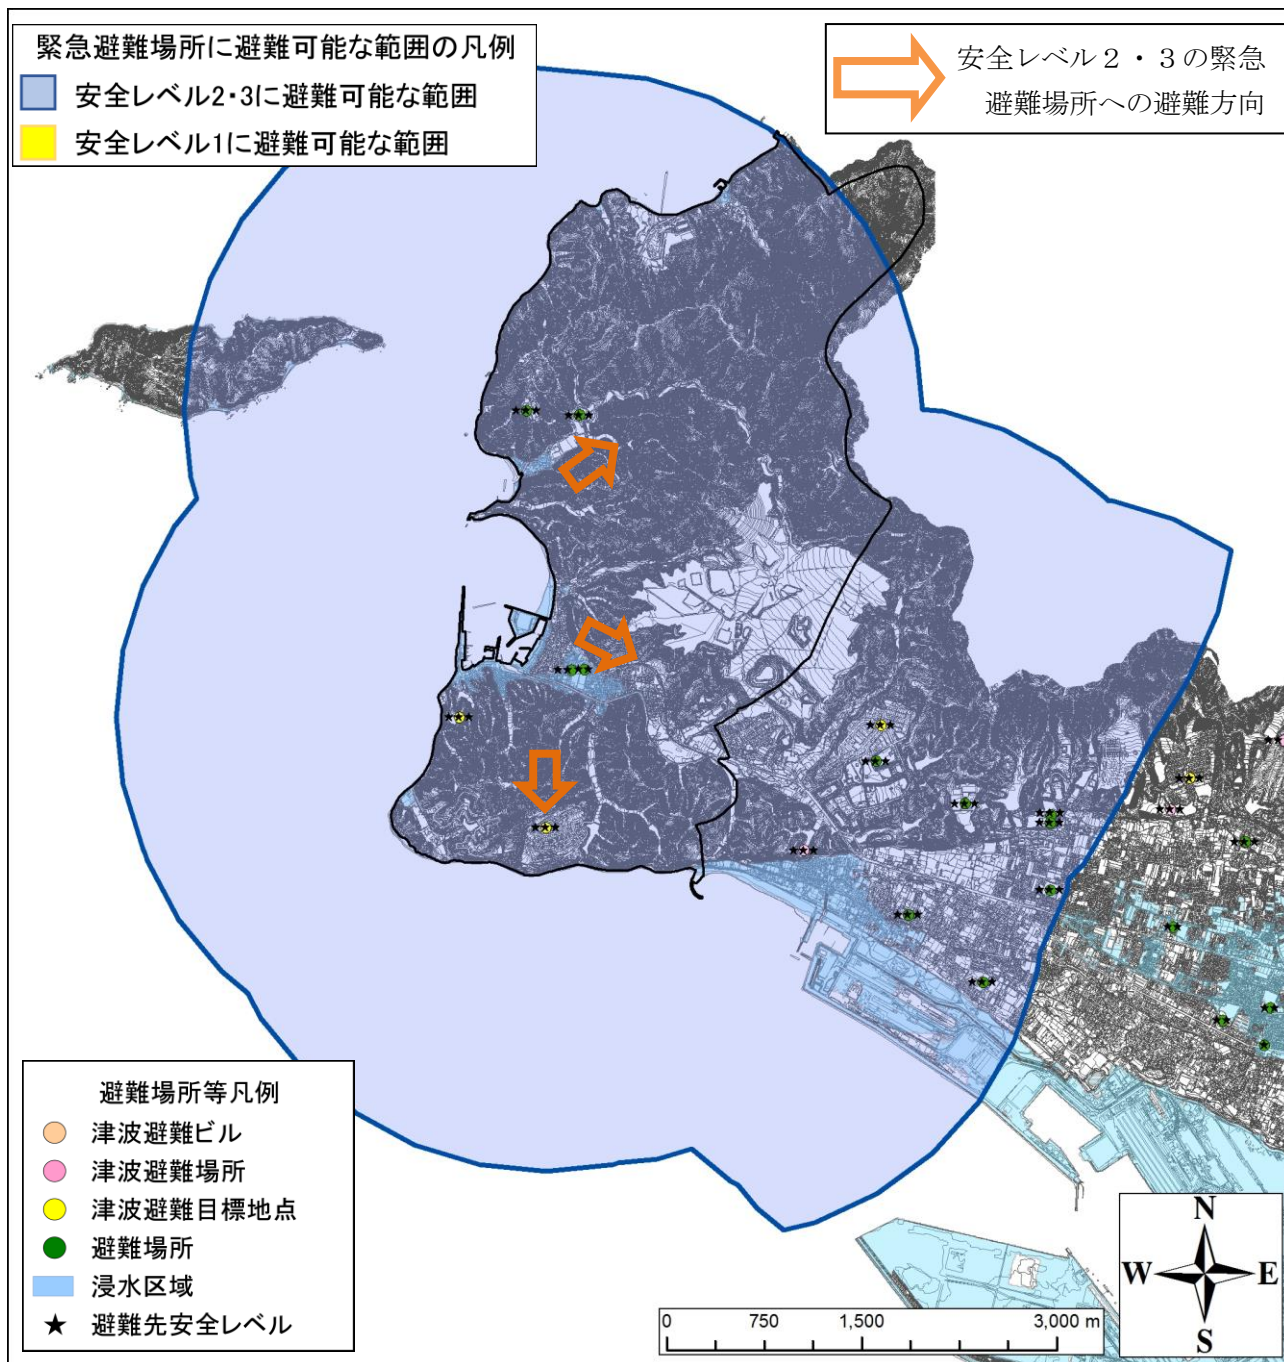 緊急避難場所に避難可能な範囲の凡例
安全レベル2・3に避難可能な範囲
安全レベル1に避難可能な範囲
安全レベル２・３の緊急
避難場所への避難方向
避難場所等凡例
津波避難ビル
津波避難場所
津波避難目標地点
避難場所
浸水区域
★ 避難先安全レベル
0 750 1,500 3,000 m
N
W E
S